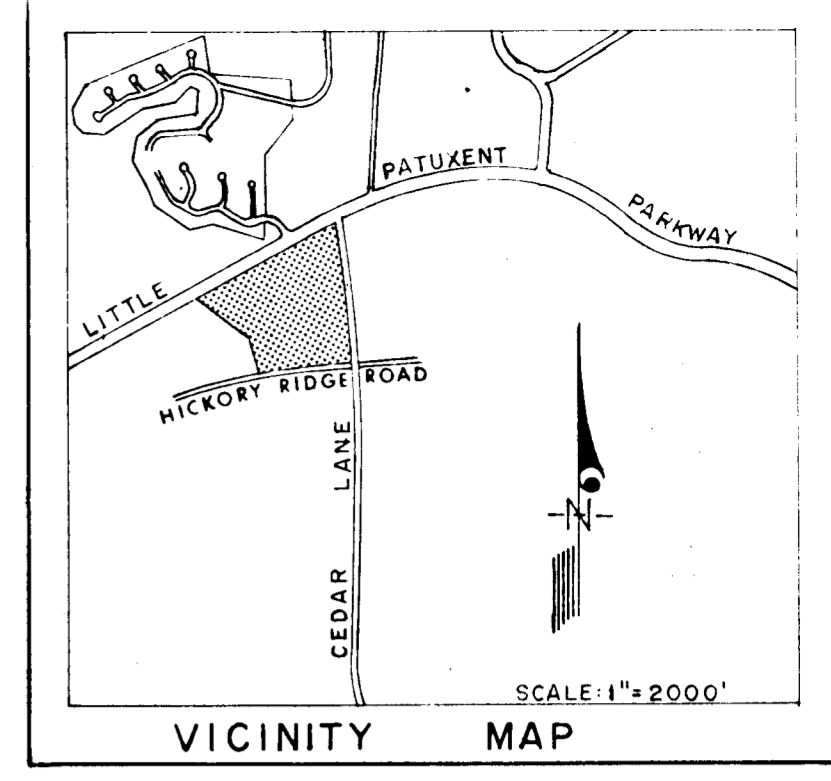 PATUXENT
PARKWAY
LITTLE
HICKORY RIDGE ROAD
CEDAR LANE
-N-
SCALE: 1" = 2000'
VICINITY MAP